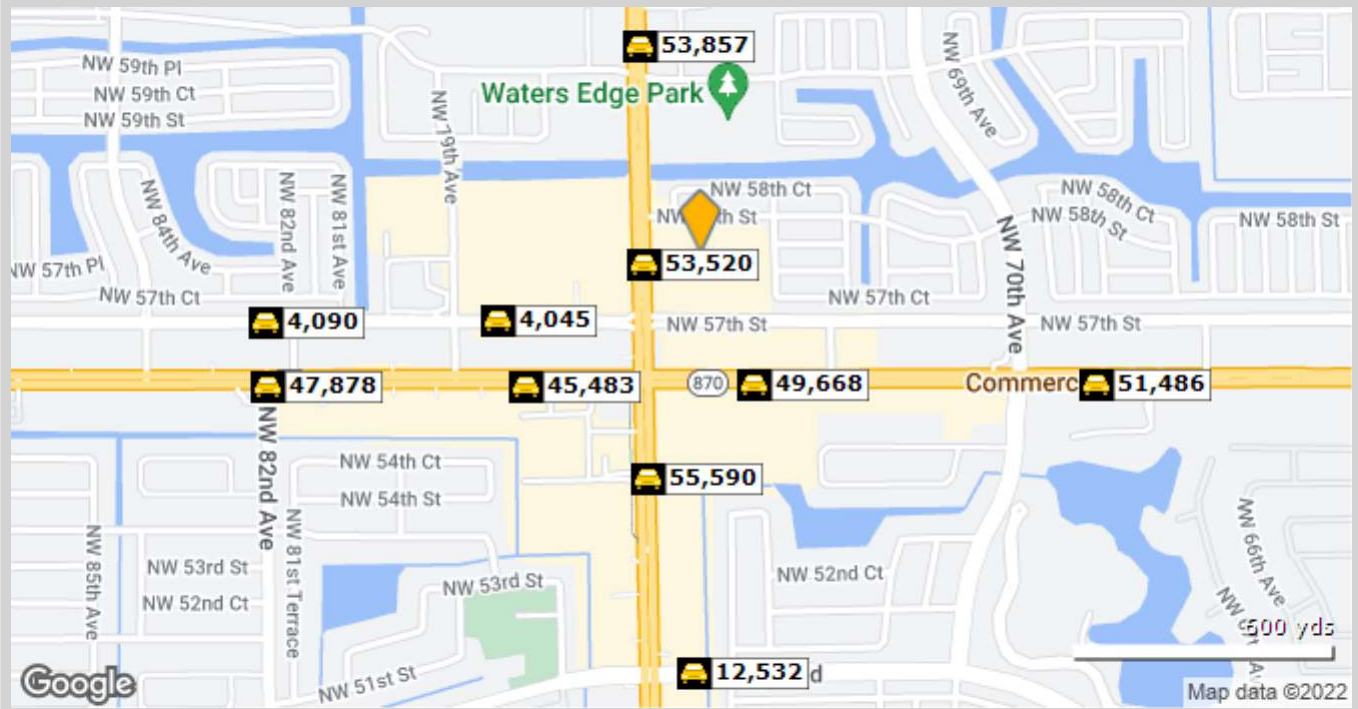 53,857
NW 59th Pl
NW 59th Ct
NW 59th St
Waters Edge Park
NW 69th Ave
NW 79th Ave
NW 84th Ave
NW 82nd Ave
NW 81st Ave
NW 58th Ct
NW 58th Ct
St
NW 58th St
NW 58th St
NW 70th Ave
NW 57th Pl
53,520
NW 57th Ct
NW 57th Ct
4,090
4,045
NW 57th St
NW 57th St
47,878
45,483
870
49,668
Commerc
51,486
NW 82nd Ave
NW 54th Ct
55,590
NW 54th St
NW 85th Ave
NW 81st Terrace
NW 66th Ave
NW 53rd St
NW 53rd St
NW 52nd Ct
NW 52nd Ct
NW
Av
500 yds
NW 51st St
12,532
d
Google
Map data ©2022